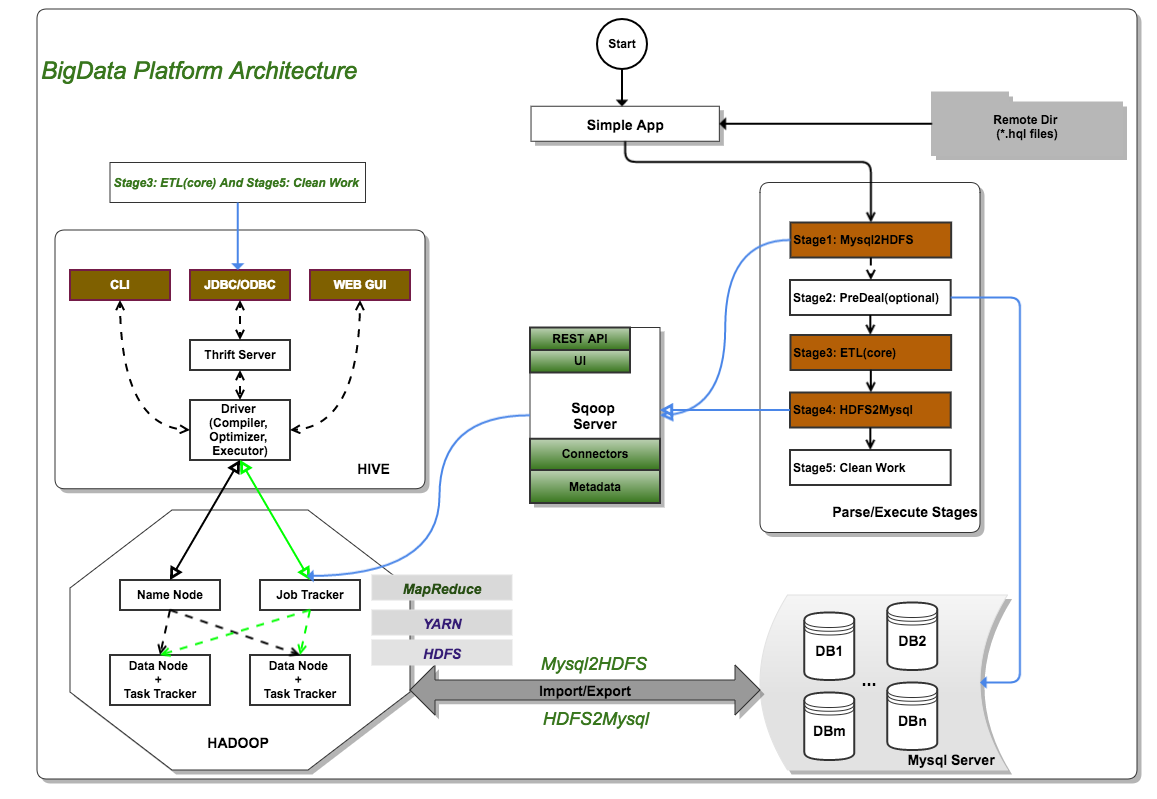 BigData Platform Architecture
Start
Simple App
Remote Dir
(*.hql files)
Stage3: ETL(core) And Stage5: Clean Work
CLI
JDBC/ODBC
WEB GUI
Thrift Server
Driver
(Compiler,
Optimizer,
Executor)
HIVE
REST API
UI
Sqoop
Server
Connectors
Metadata
Stage1: Mysql2HDFS
Stage2: PreDeal(optional)
Stage3: ETL(core)
Stage4: HDFS2Mysql
Stage5: Clean Work
Parse/Execute Stages
Name Node
Job Tracker
Data Node
+
Task Tracker
Data Node
+
Task Tracker
HADOOP
MapReduce
YARN
HDFS
Mysql2HDFS
Import/Export
HDFS2Mysql
DB1
DB2
...
DBm
DBn
Mysql Server